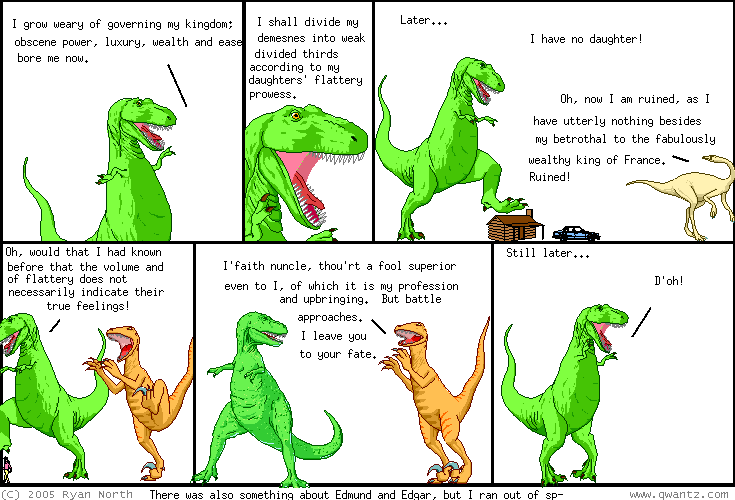 I grow weary of governing my kingdom;
obscene power, luxury, wealth and ease
bore me now.
I shall divide my
demesnes into weak
divided thirds
according to my
daughters' flattery
prowess.
Later...
I have no daughter!
Oh, now I am ruined, as I
have utterly nothing besides
my betrothal to the fabulously
wealthy king of France.
Ruined!
Oh, would that I had known
before that the volume and
of flattery does not
necessarily indicate their
true feelings!
I'faith nuncle, thou'rt a fool superior
even to I, of which it is my profession
and upbringing. But battle
approaches.
I leave you
to your fate.
Still later...
D'oh!
(C) 2005 Ryan North
There was also something about Edmund and Edgar, but I ran out of sp-
www.qwantz.com